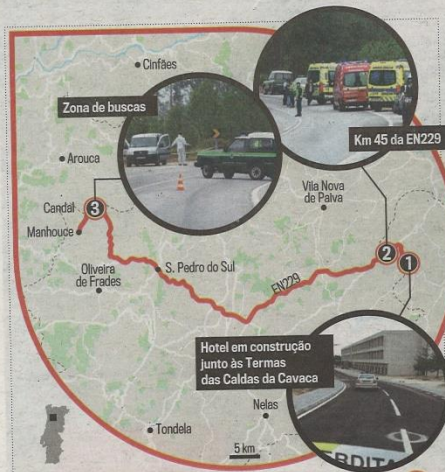 Cinfães
Zona de buscas
Km 45 da EN229
Arouca
Vila Nova
de Paiva
Candal
3
Manhouce
2
1
Oliveira
de Frades
S. Pedro do Sul
EN229
Hotel em construção
junto às Termas
das Caldas da Cavaca
Nelas
Tondela
5 km
ERDITA